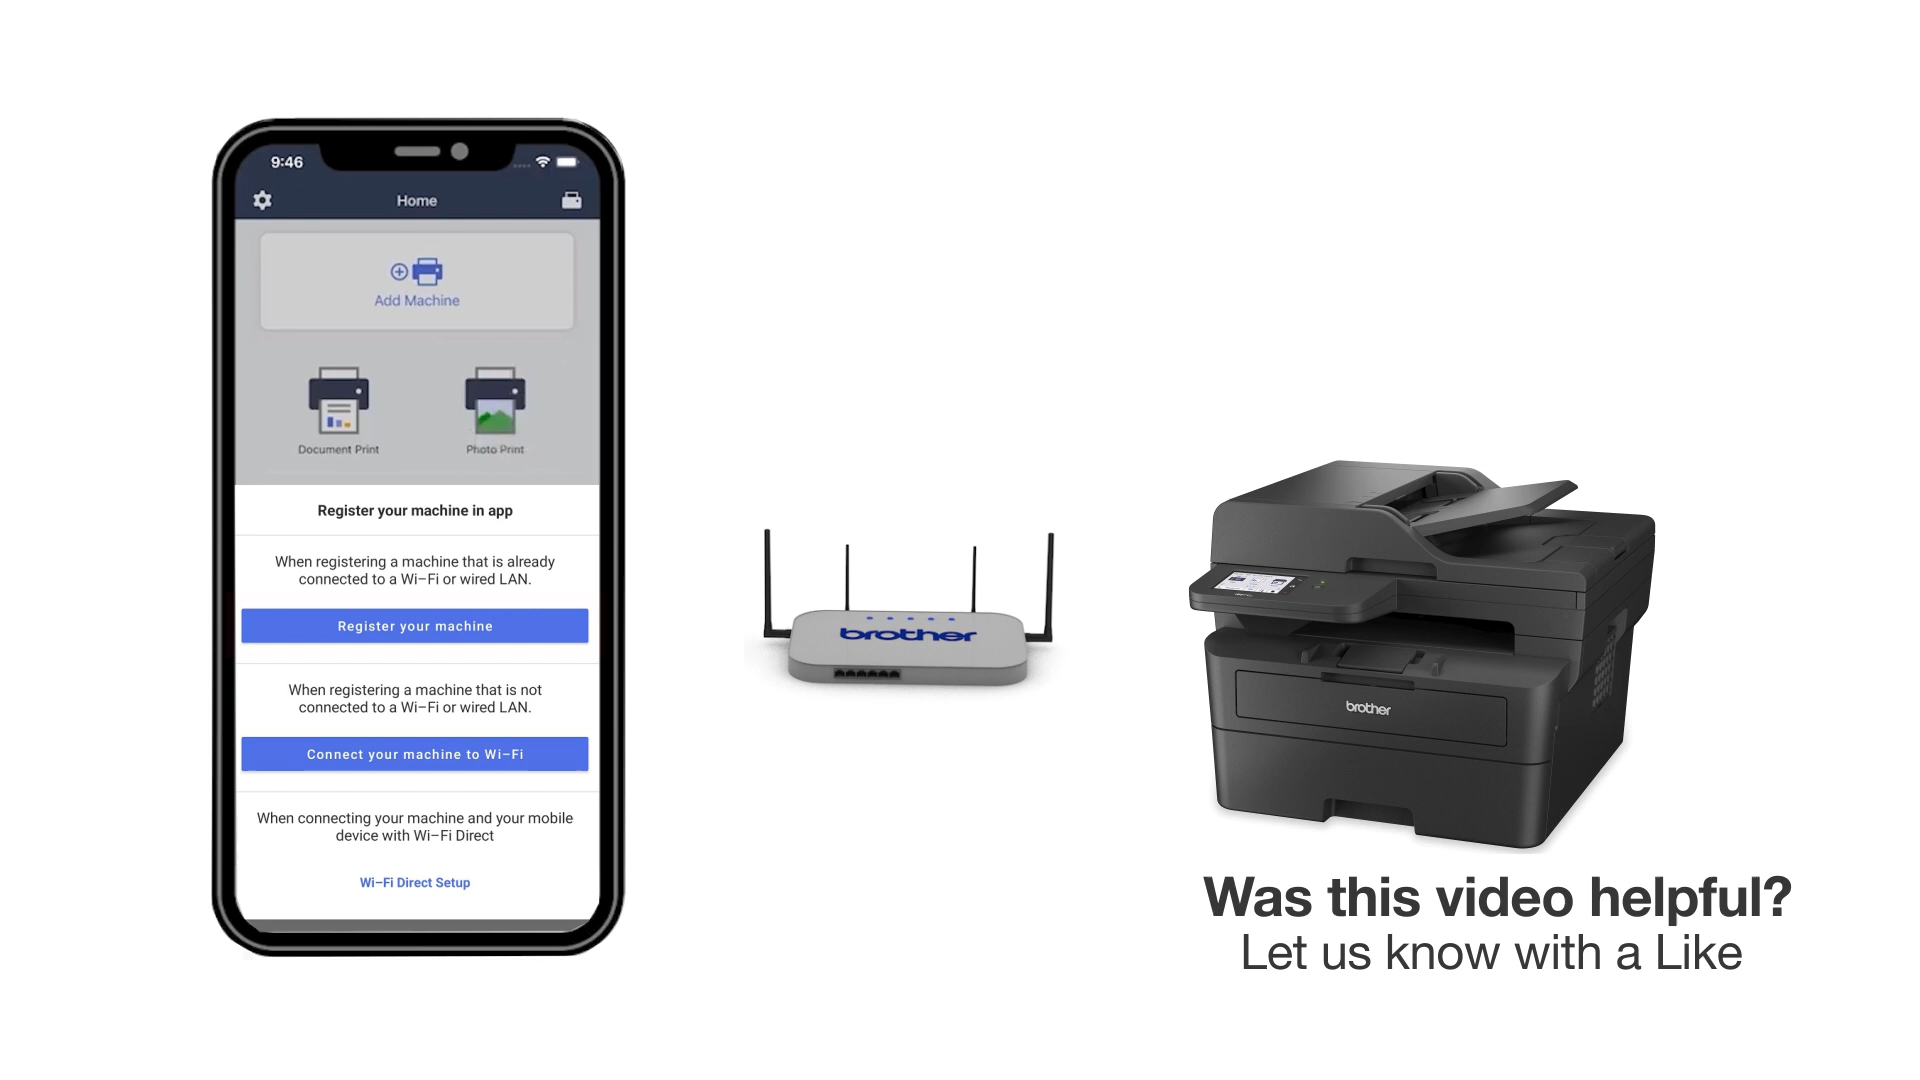 9:46
Home
Add Machine
Document Print
Photo Print
Register your machine in app
When registering a machine that is already
connected to a Wi-Fi or wired LAN.
Register your machine
When registering a machine that is not
connected to a Wi-Fi or wired LAN.
Connect your machine to Wi-Fi
When connecting your machine and your mobile
device with Wi-Fi Direct
Wi-Fi Direct Setup
brother
brother
Was this video helpful?
Let us know with a Like